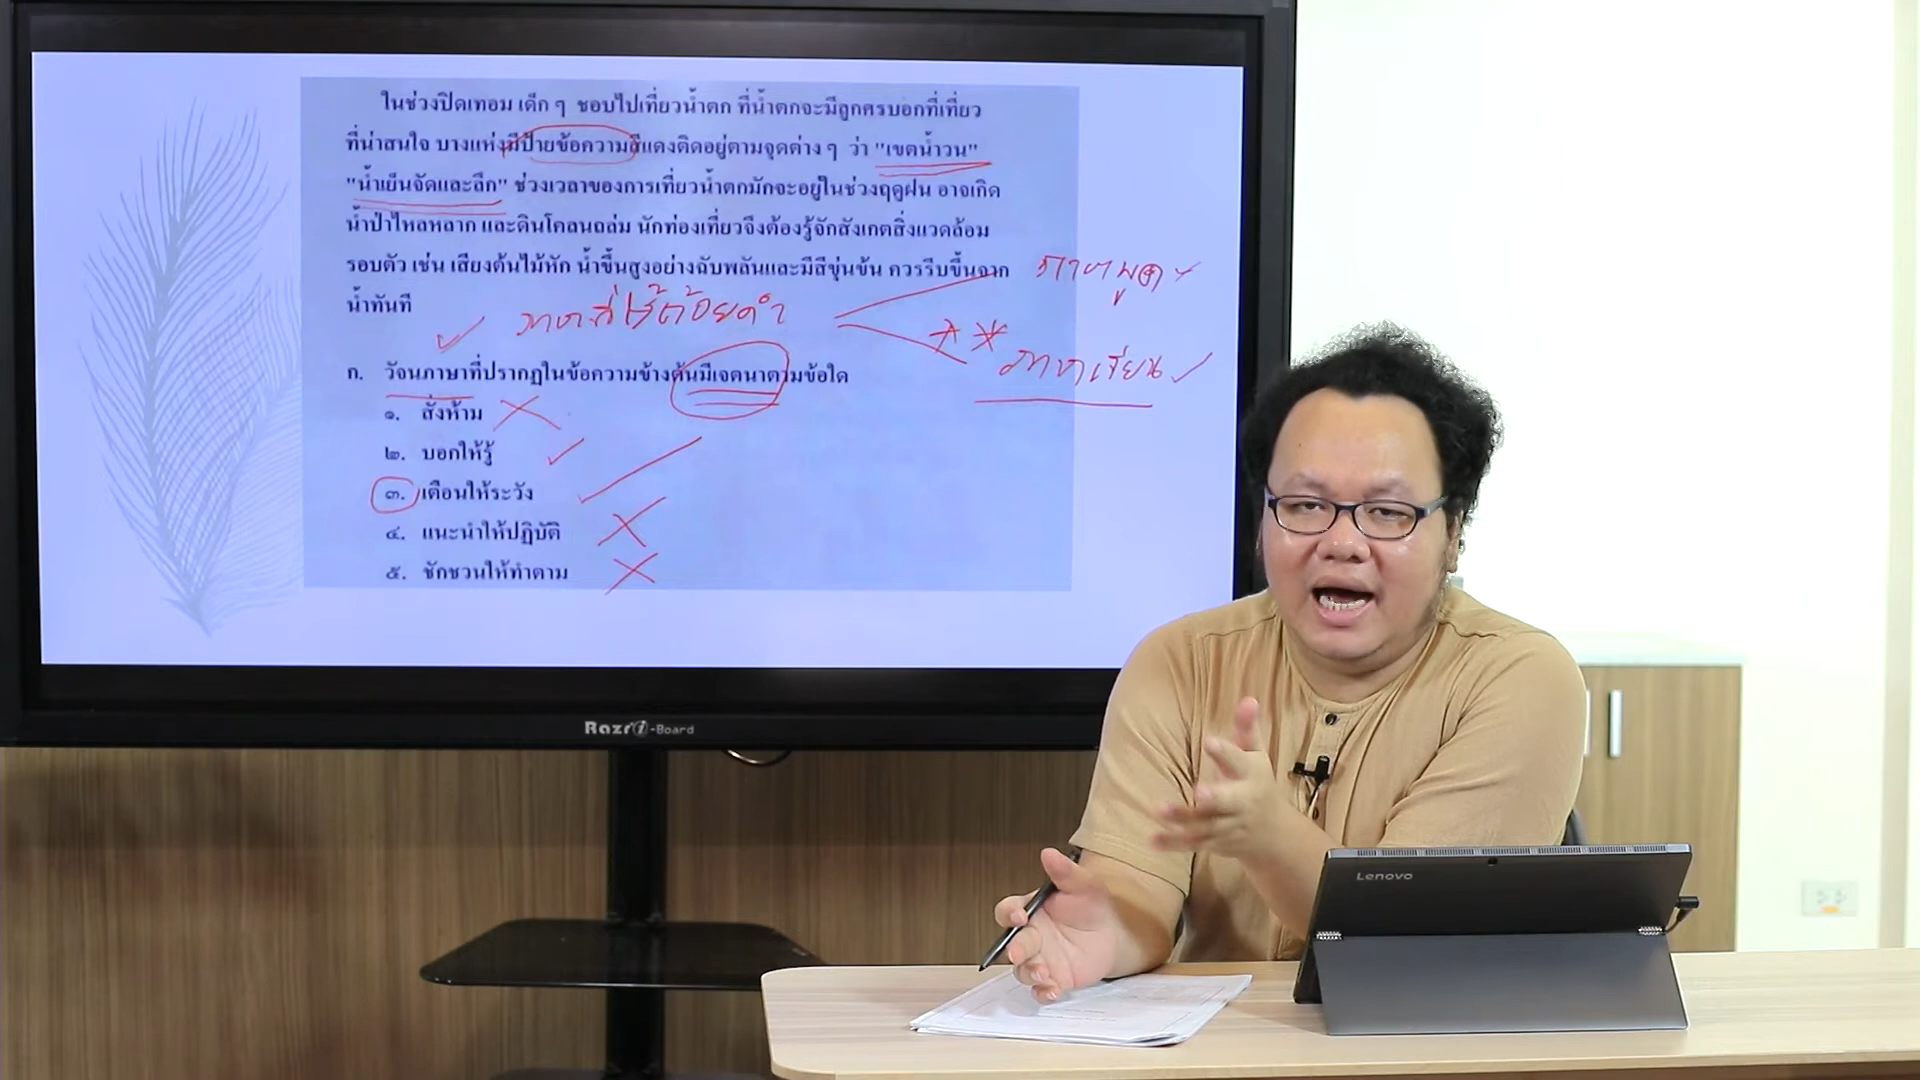 ในช่วงปิดเทอม เด็ก ๆ ชอบไปเที่ยวน้ำตก ที่น้ำตกจะมีลูกศรบอกที่เที่ยว
ที่น่าสนใจ บางแห่งมีป้ายข้อความสีแดงติดอยู่ตามจุดต่าง ๆ ว่า "เขตน้ำวน"
"น้ำเย็นจัดและลึก" ช่วงเวลาของการเที่ยวน้ำตกมักจะอยู่ในช่วงฤดูฝน อาจเกิด
น้ำป่าไหลหลาก และดินโคลนถล่ม นักท่องเที่ยวจึงต้องรู้จักสังเกตสิ่งแวดล้อม
รอบตัว เช่น เสียงต้นไม้หัก น้ำขึ้นสูงอย่างฉับพลันและมีสีขุ่นข้น ควรรีบขึ้นจาก
ภาษาพูด
น้ำทันที
ภาษาที่ใช้ถ้อยคำ
ภาษาเขียน
ก. วัจนภาษาที่ปรากฏในข้อความข้างต้นมีเจตนาตามข้อใด
๑. สั่งห้าม
๒. บอกให้รู้
๓. เตือนให้ระวัง
๔. แนะนำให้ปฏิบัติ
๕. ชักชวนให้ทำตาม
Razr i-Board
Lenovo